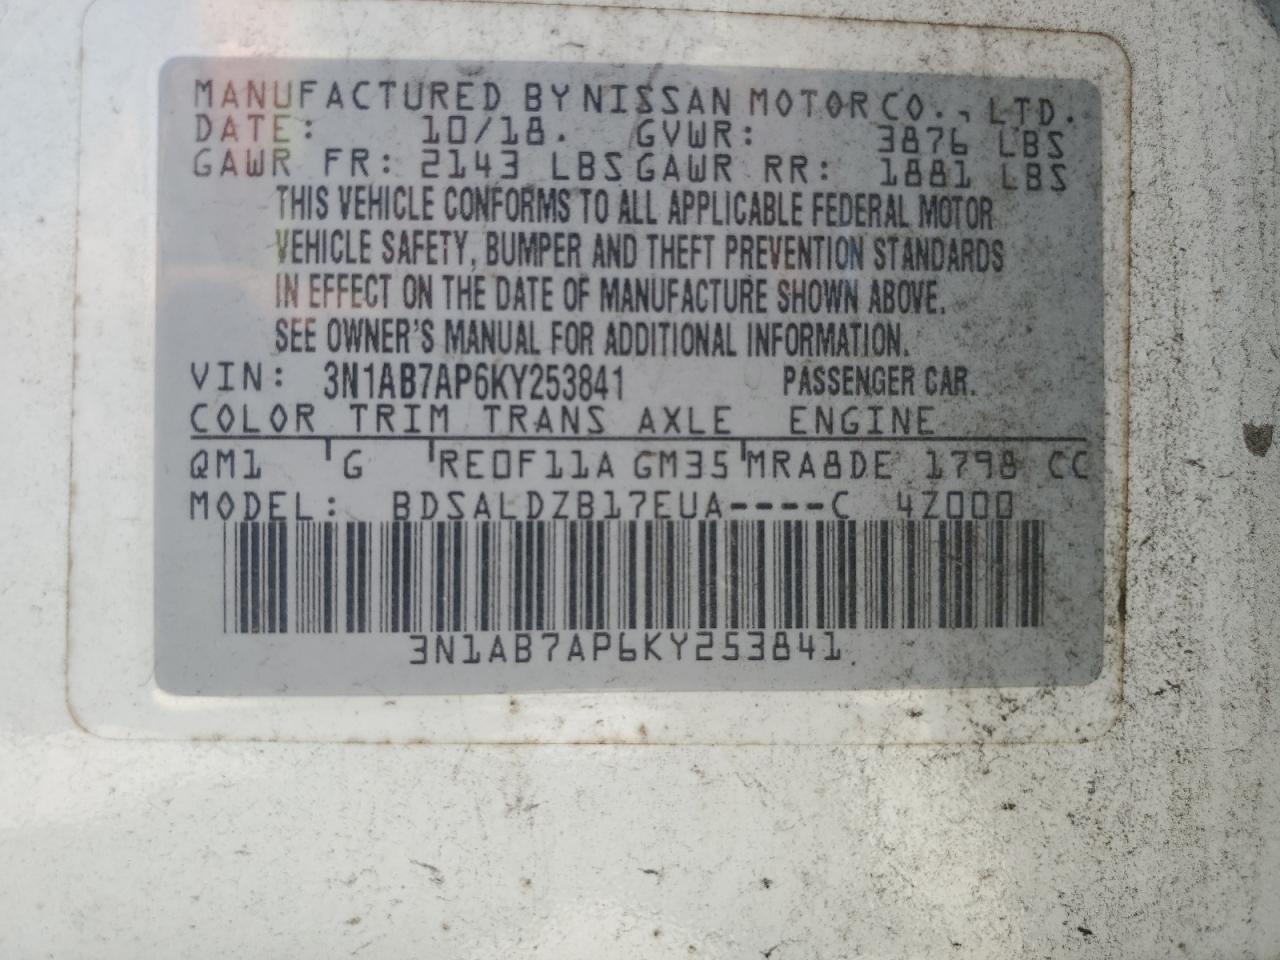 MANUFACTURED BY NISSAN MOTOR CO., LTD.
DATE: 10/18. GVWR: 3876 LBS
GAWR FR: 2143 LBS GAWR RR: 1881 LBS
THIS VEHICLE CONFORMS TO ALL APPLICABLE FEDERAL MOTOR
VEHICLE SAFETY, BUMPER AND THEFT PREVENTION STANDARDS
IN EFFECT ON THE DATE OF MANUFACTURE SHOWN ABOVE.
SEE OWNER'S MANUAL FOR ADDITIONAL INFORMATION.
VIN: 3N1AB7AP6KY253841 PASSENGER CAR.
COLOR TRIM TRANS AXLE ENGINE
QM1 G RE0F11A GM35 MRA8DE 1798 CC
MODEL: BDSALDZB17EUA----C 4Z000
3N1AB7AP6KY253841